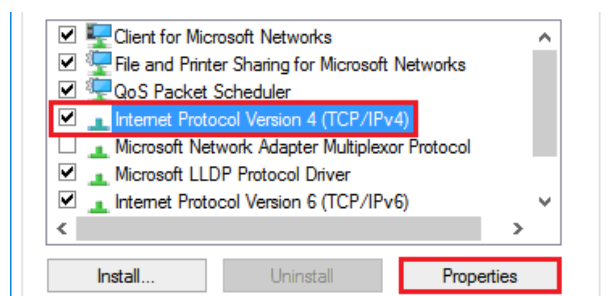 Client for Microsoft Networks
File and Printer Sharing for Microsoft Networks
QoS Packet Scheduler
Internet Protocol Version 4 (TCP/IPv4)
Microsoft Network Adapter Multiplexor Protocol
Microsoft LLDP Protocol Driver
Internet Protocol Version 6 (TCP/IPv6)
Install... Uninstall Properties